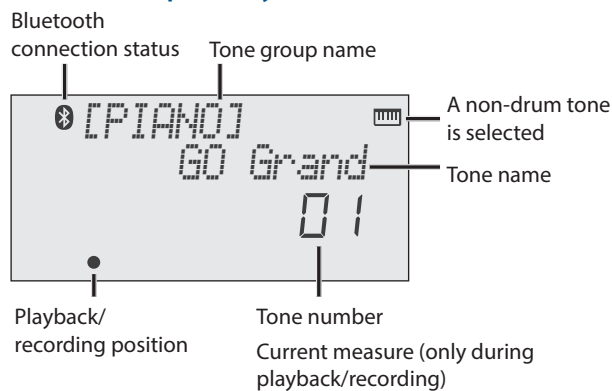 Bluetooth
connection status
Tone group name
[PIANO]
GO Grand
01
A non-drum tone
is selected
Tone name
Playback/
recording position
Tone number
Current measure (only during
playback/recording)